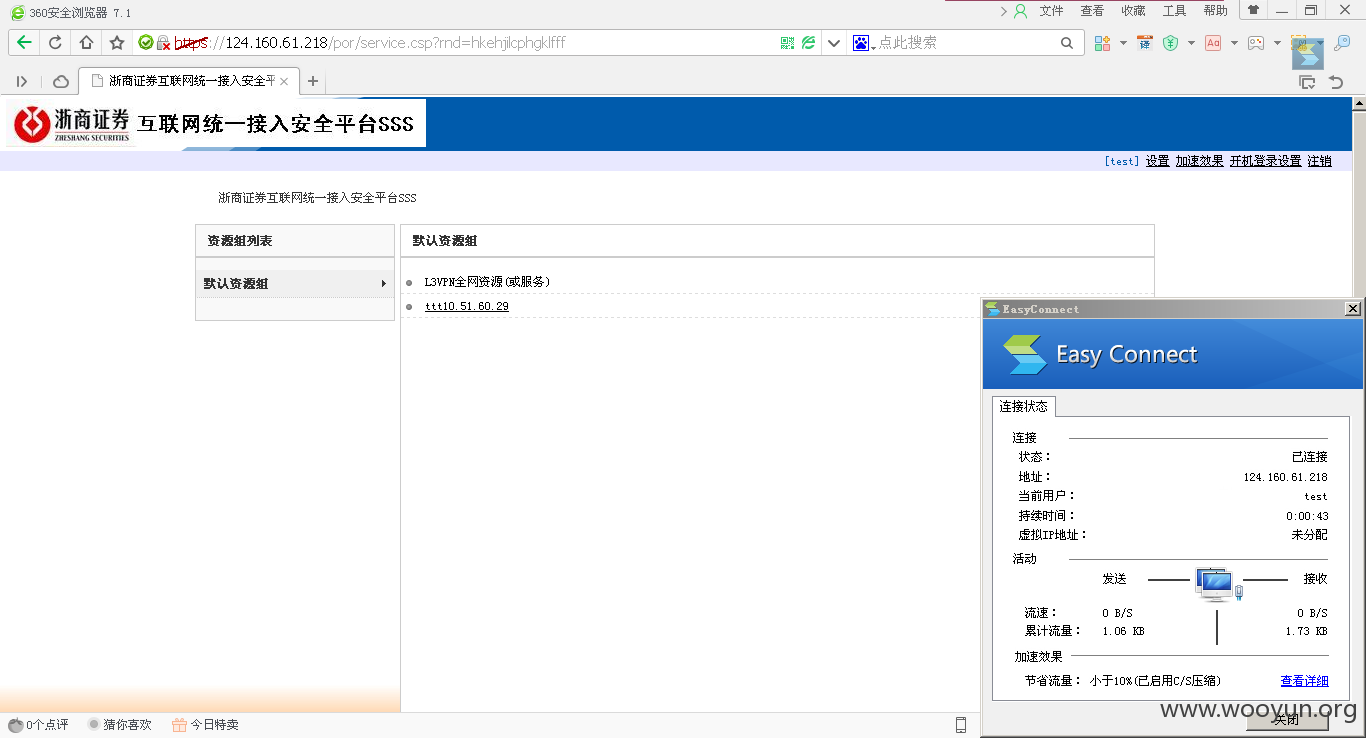 360安全浏览器 7.1
文件 查看 收藏 工具 帮助
https://124.160.61.218/por/service.csp?rnd=hkehjilcphgklfff
点此搜索
浙商证券互联网统一接入安全平
浙商证券 ZHESHANG SECURITIES 互联网统一接入安全平台SSS
[test] 设置 加速效果 开机登录设置 注销
浙商证券互联网统一接入安全平台SSS
资源组列表
默认资源组
默认资源组
L3VPN全网资源(或服务)
ttt10.51.60.29
EasyConnect
Easy Connect
连接状态
连接
状态： 已连接
地址： 124.160.61.218
当前用户： test
持续时间： 0:00:43
虚拟IP地址： 未分配
活动
发送 接收
流速： 0 B/S 0 B/S
累计流量： 1.06 KB 1.73 KB
加速效果
节省流量： 小于10%(已启用C/S压缩) 查看详细
关闭
www.wooyun.org
0个点评 猜你喜欢 今日特卖